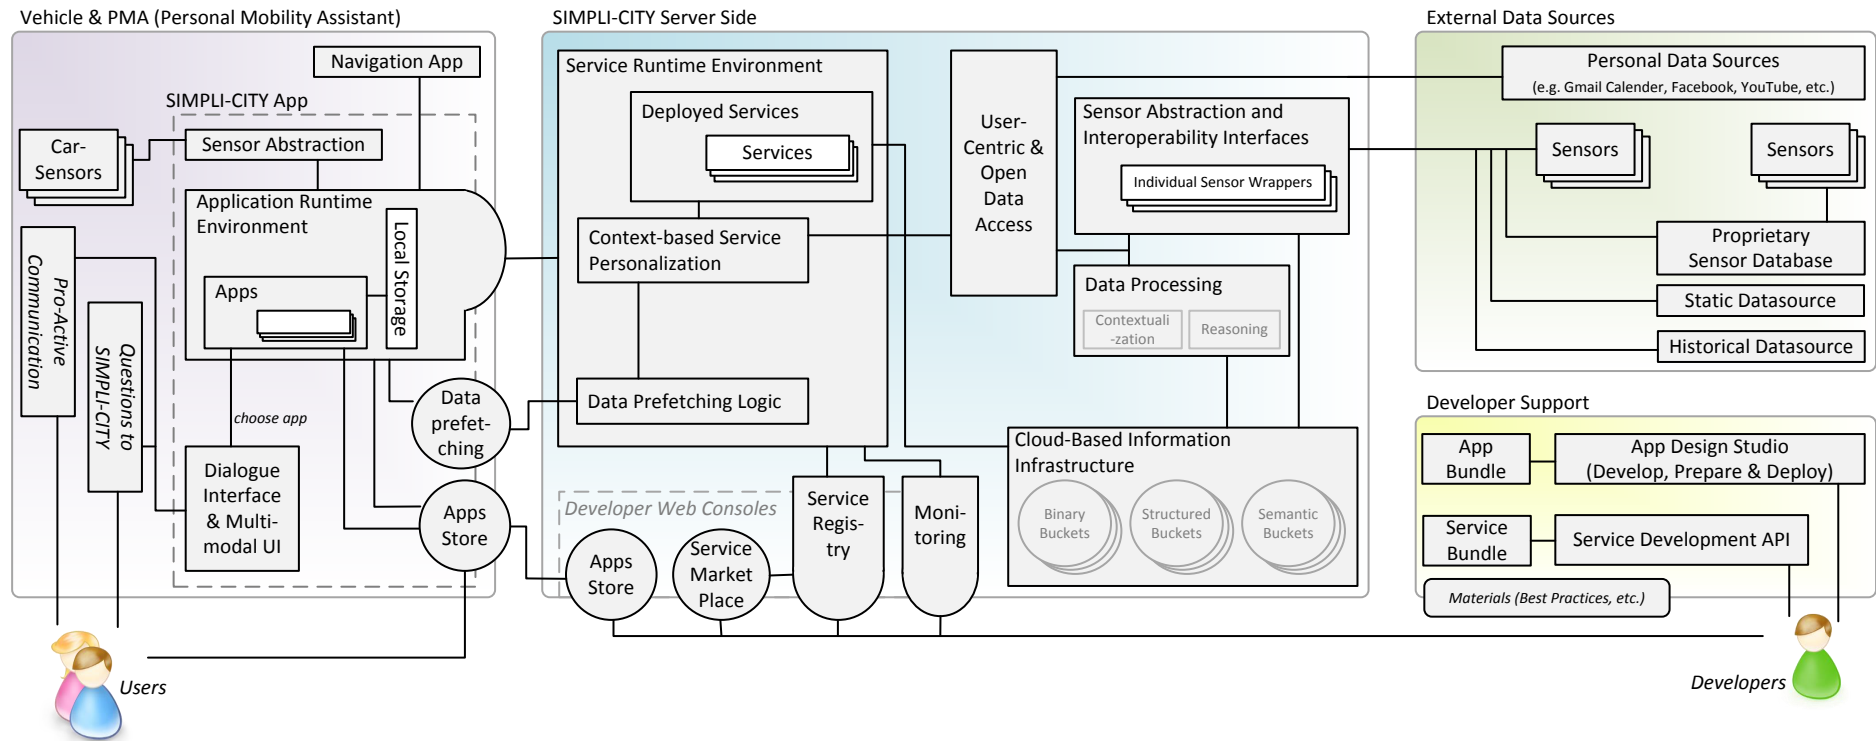 Vehicle & PMA (Personal Mobility Assistant)
Navigation App
SIMPLI-CITY App
Car-
Sensors
Sensor Abstraction
Application Runtime
Environment
Local Storage
Apps
Pro-Active
Communication
Questions to
SIMPLI-CITY
choose app
Dialogue
Interface
& Multi-
modal UI
Data
prefet-
ching
Apps
Store
Users
SIMPLI-CITY Server Side
Service Runtime Environment
Deployed Services
Services
Context-based Service
Personalization
Data Prefetching Logic
User-
Centric &
Open
Data
Access
Sensor Abstraction and
Interoperability Interfaces
Individual Sensor Wrappers
Data Processing
Contextuali
-zation
Reasoning
Cloud-Based Information
Infrastructure
Binary
Buckets
Structured
Buckets
Semantic
Buckets
Developer Web Consoles
Apps
Store
Service
Market
Place
Service
Regis-
try
Moni-
toring
External Data Sources
Personal Data Sources
(e.g. Gmail Calender, Facebook, YouTube, etc.)
Sensors
Sensors
Proprietary
Sensor Database
Static Datasource
Historical Datasource
Developer Support
App
Bundle
App Design Studio
(Develop, Prepare & Deploy)
Service
Bundle
Service Development API
Materials (Best Practices, etc.)
Developers